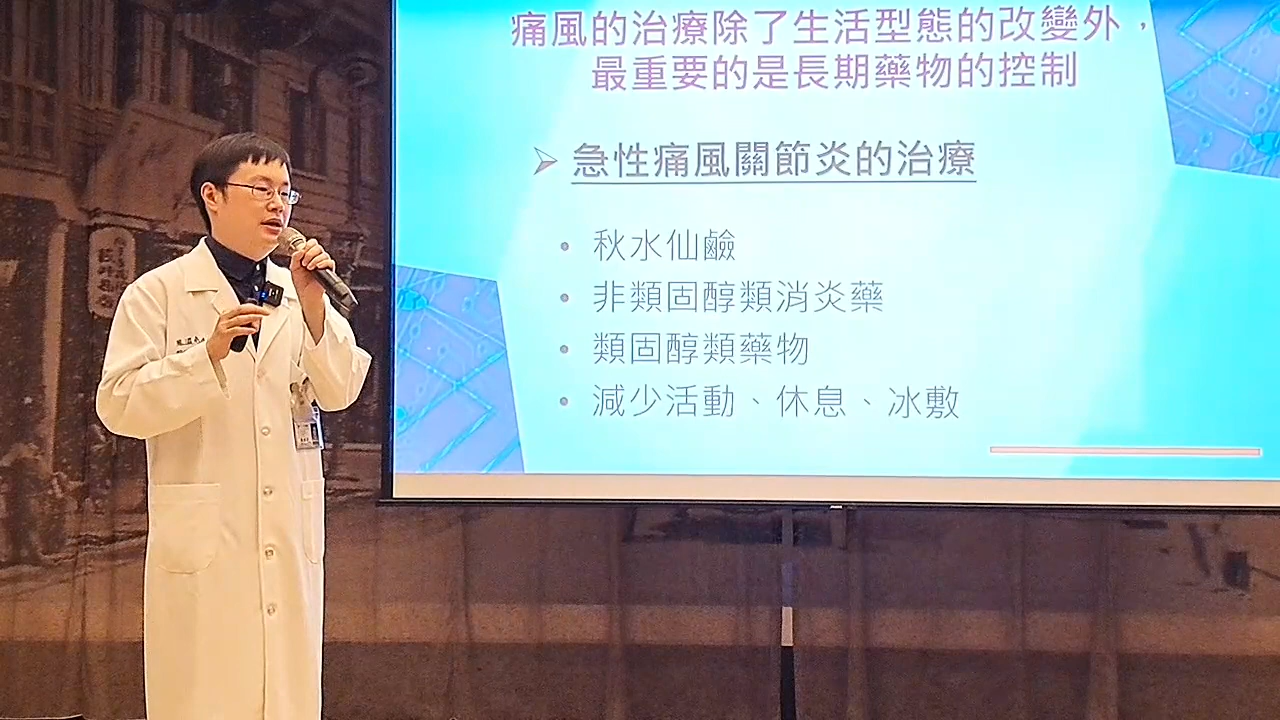 痛風的治療除了生活型態的改變外，
最重要的是長期藥物的控制
➢ 急性痛風關節炎的治療
• 秋水仙鹼
• 非類固醇類消炎藥
• 類固醇類藥物
• 減少活動、休息、冰敷